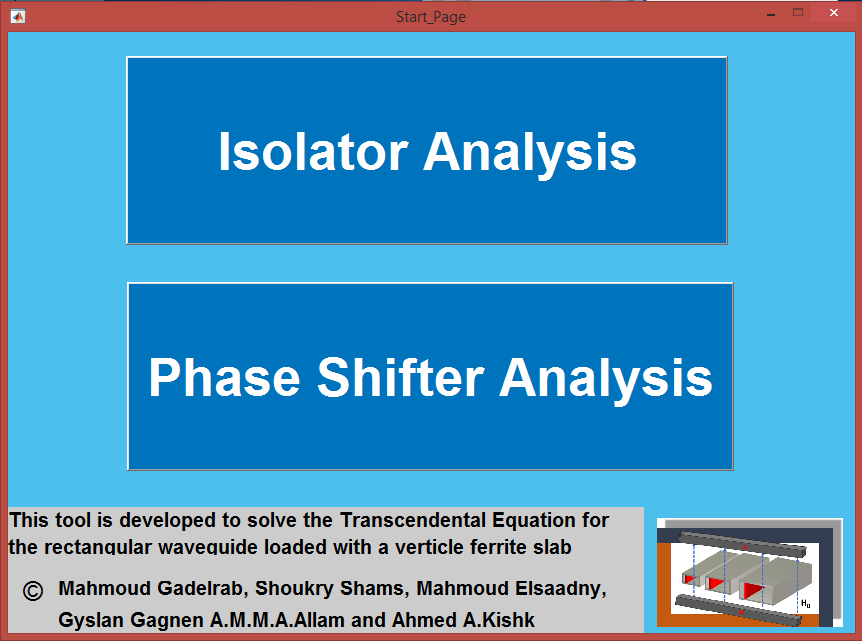 Start_Page
Isolator Analysis
Phase Shifter Analysis
This tool is developed to solve the Transcendental Equation for
the rectangular waveguide loaded with a verticle ferrite slab
© Mahmoud Gadelrab, Shoukry Shams, Mahmoud Elsaadny,
Gyslan Gagnen A.M.M.A.Allam and Ahmed A.Kishk
H₀